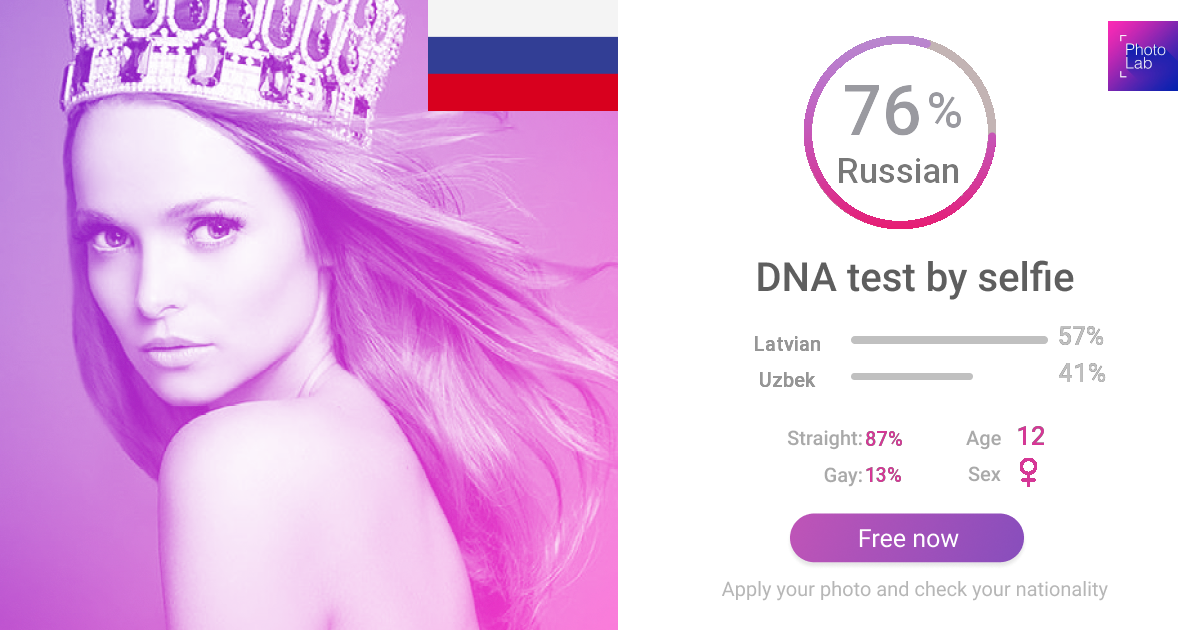 Photo
Lab
76%
Russian
DNA test by selfie
Latvian 57%
Uzbek 41%
Straight: 87% Age 12
Gay: 13% Sex ♀
Free now
Apply your photo and check your nationality